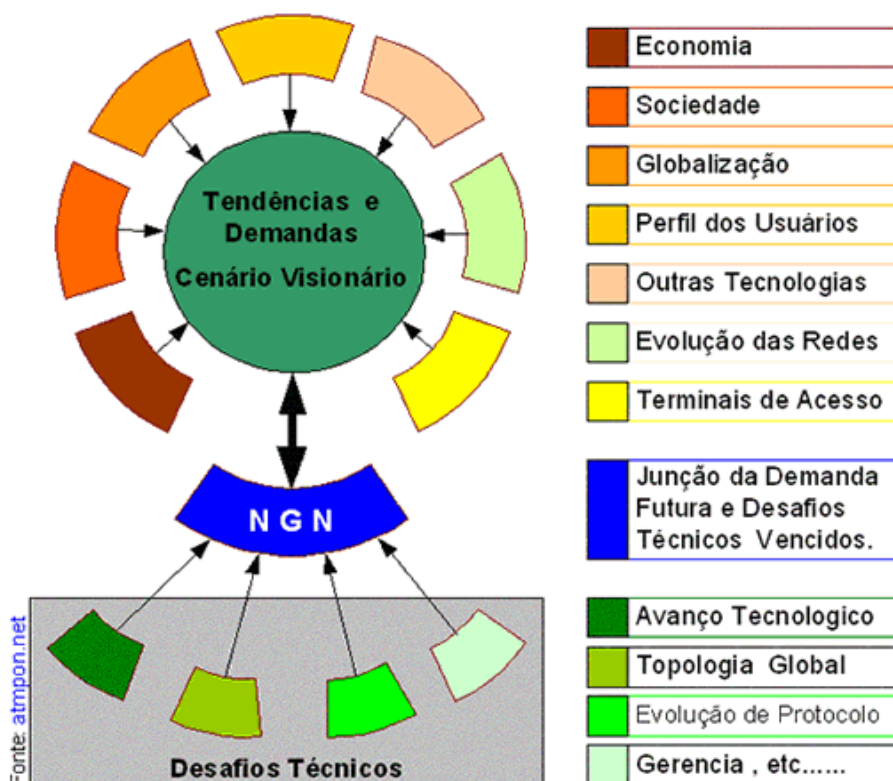 Tendências e
Demandas
Cenário Visionário
N G N
Desafios Técnicos
Fonte: atmpon.net
Economia
Sociedade
Globalização
Perfil dos Usuários
Outras Tecnologias
Evolução das Redes
Terminais de Acesso
Junção da Demanda
Futura e Desafios
Técnicos Vencidos.
Avanço Tecnologico
Topologia Global
Evolução de Protocolo
Gerencia , etc......